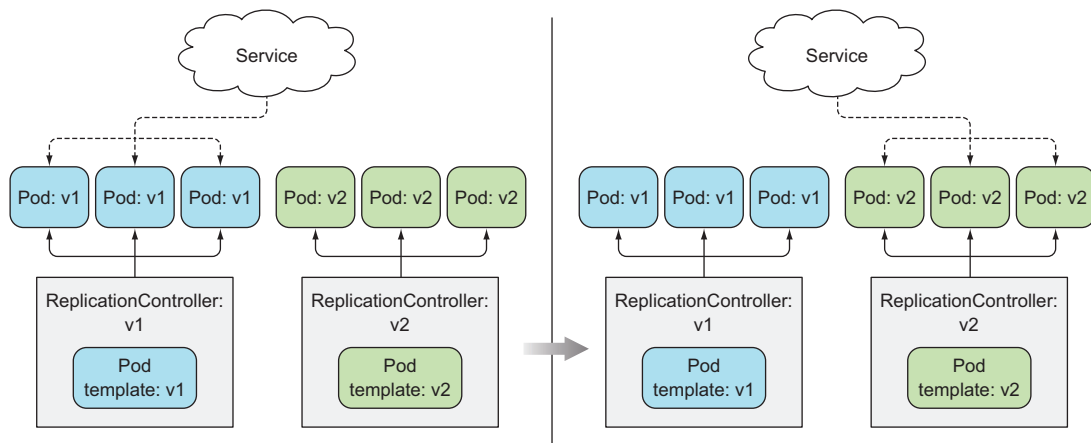 Service
Service
Pod: v1
Pod: v1
Pod: v1
Pod: v2
Pod: v2
Pod: v2
Pod: v1
Pod: v1
Pod: v1
Pod: v2
Pod: v2
Pod: v2
ReplicationController:
v1
Pod
template: v1
ReplicationController:
v2
Pod
template: v2
ReplicationController:
v1
Pod
template: v1
ReplicationController:
v2
Pod
template: v2